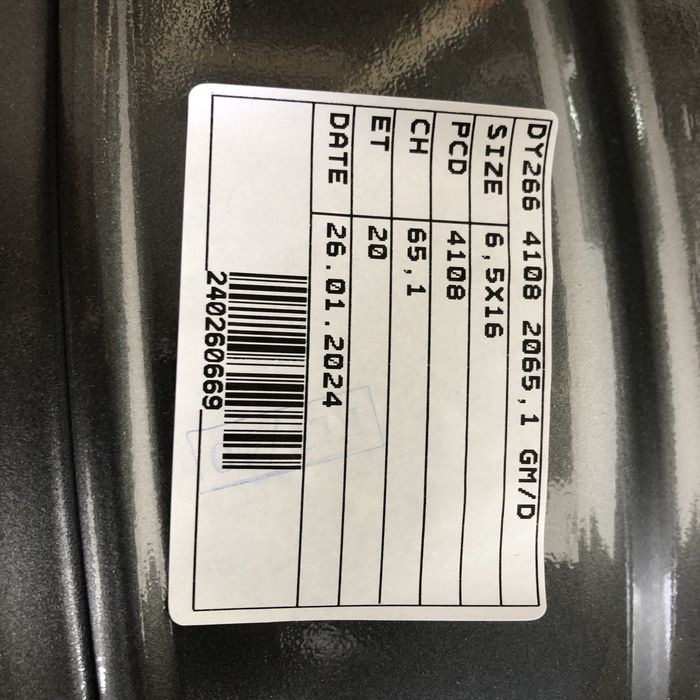 DY266 4108 2065,1 GM/D
SIZE 6,5X16
PCD 4108
CH 65,1
ET 20
DATE 26.01.2024
240260669